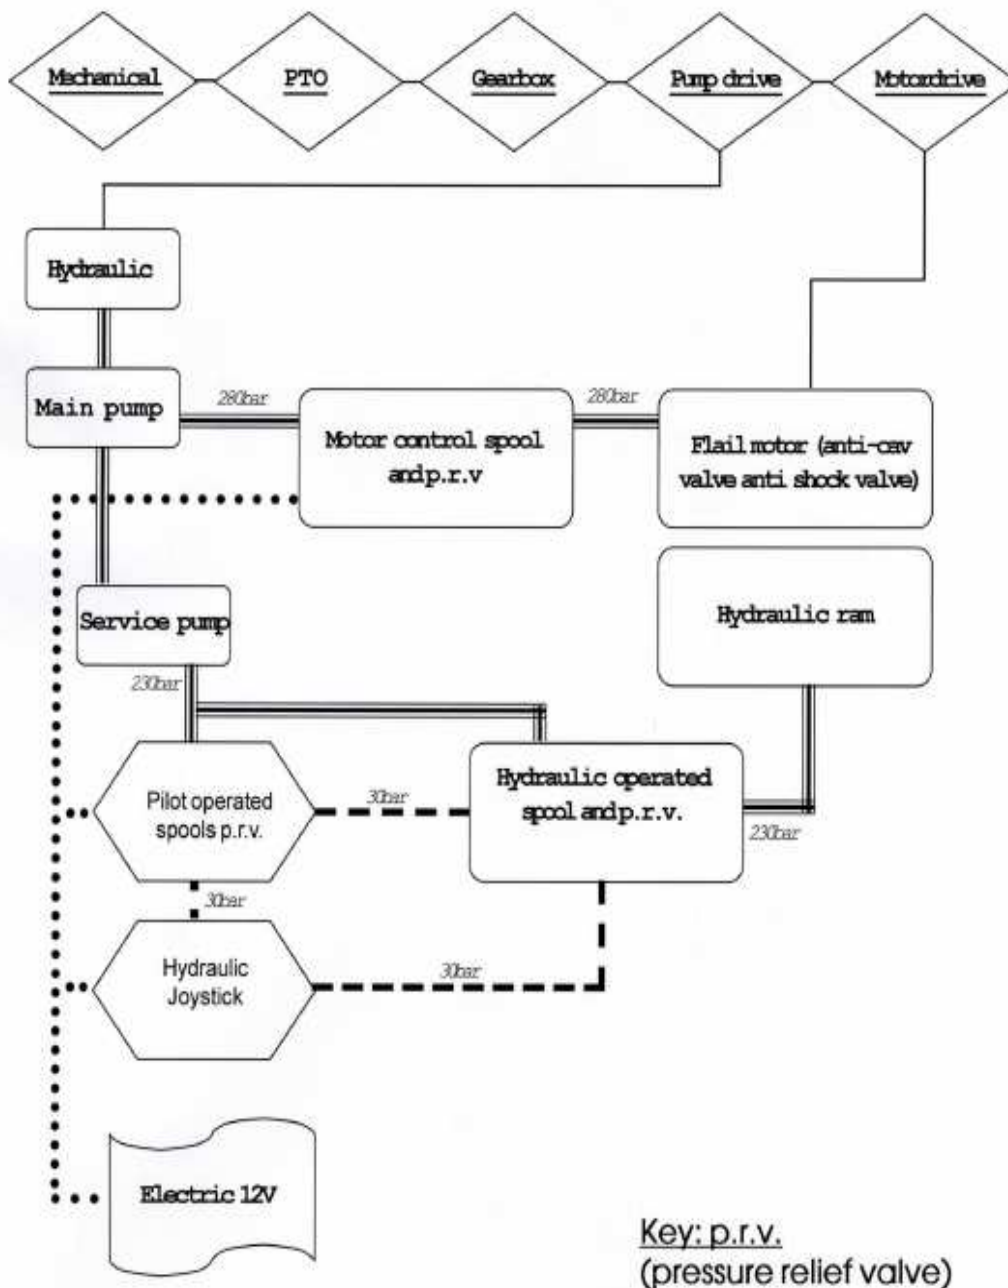 Mechanical
PTO
Gearbox
Pump drive
Motordrive
Hydraulic
Main pump
280bar
Motor control spool
and p.r.v
280bar
Flail motor (anti-cav
valve anti shock valve)
Service pump
Hydraulic ram
230bar
Pilot operated
spools p.r.v.
30bar
Hydraulic operated
spool and p.r.v.
230bar
30bar
Hydraulic
Joystick
30bar
Electric 12V
Key: p.r.v.
(pressure relief valve)